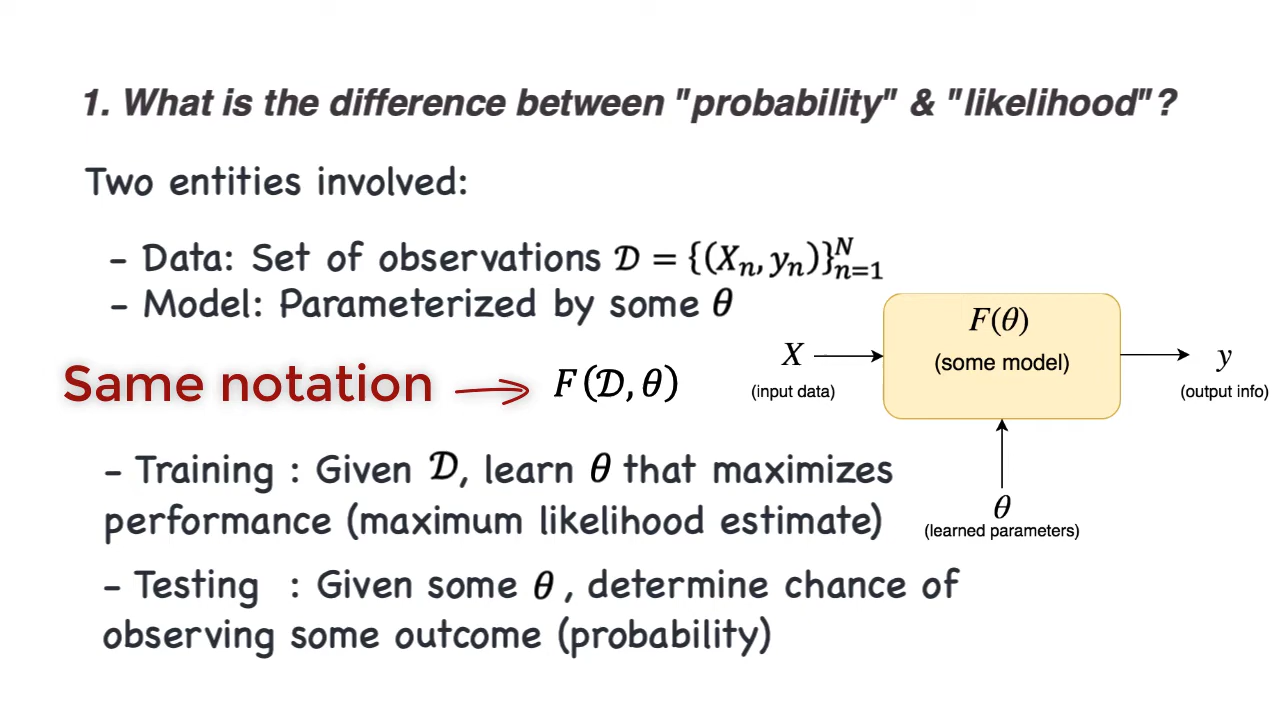 1. What is the difference between "probability" & "likelihood"?
Two entities involved:
- Data: Set of observations 𝒟 = {(Xₙ, yₙ)}ᴺₙ₌₁
- Model: Parameterized by some θ
Same notation → F(𝒟, θ)
F(θ)
(some model)
X
(input data)
y
(output info)
θ
(learned parameters)
- Training : Given 𝒟, learn θ that maximizes
performance (maximum likelihood estimate)
- Testing : Given some θ, determine chance of
observing some outcome (probability)